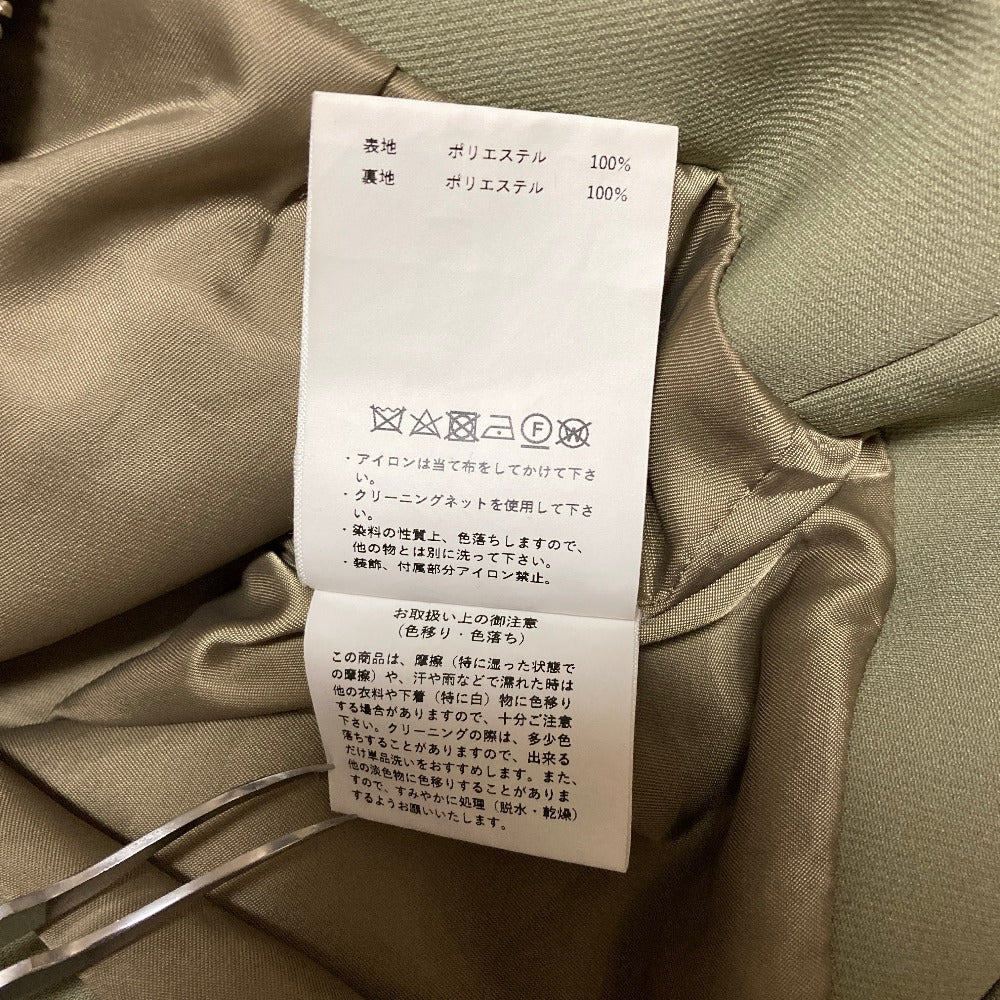 表地 ポリエステル 100%
裏地 ポリエステル 100%
F W
・アイロンは当て布をしてかけて下さ
い。
・クリーニングネットを使用して下さ
い。
・染料の性質上、色落ちしますので、
他の物とは別に洗って下さい。
・装飾、付属部分アイロン禁止。
お取扱い上の御注意
(色移り・色落ち)
この商品は、摩擦（特に湿った状態で
の摩擦）や、汗や雨などで濡れた時は
他の衣料や下着（特に白）物に色移り
する場合がありますので、十分ご注意
下さい。クリーニングの際は、多少色
落ちすることがありますので、出来る
だけ単品洗いをおすすめします。また、
他の淡色物に色移りすることがありま
すので、すみやかに処理（脱水・乾燥）
するようお願いいたします。